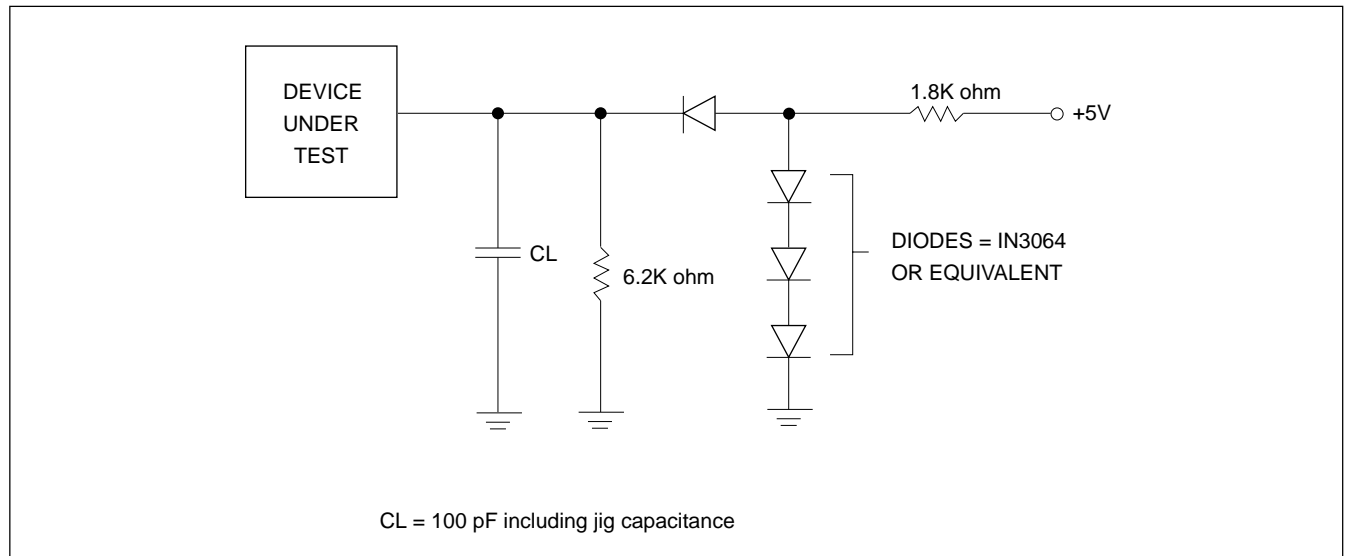 DEVICE
UNDER
TEST
1.8K ohm
+5V
CL
6.2K ohm
DIODES = IN3064
OR EQUIVALENT
CL = 100 pF including jig capacitance